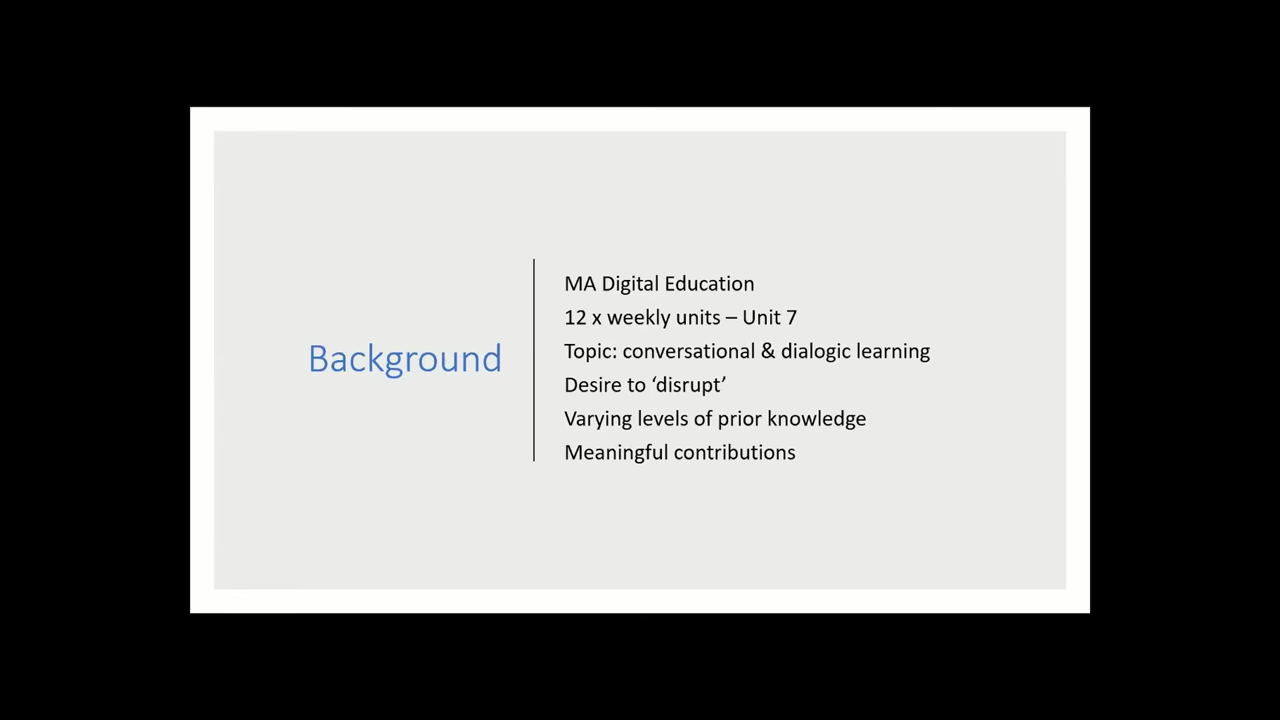 Background
MA Digital Education
12 x weekly units – Unit 7
Topic: conversational & dialogic learning
Desire to ‘disrupt’
Varying levels of prior knowledge
Meaningful contributions